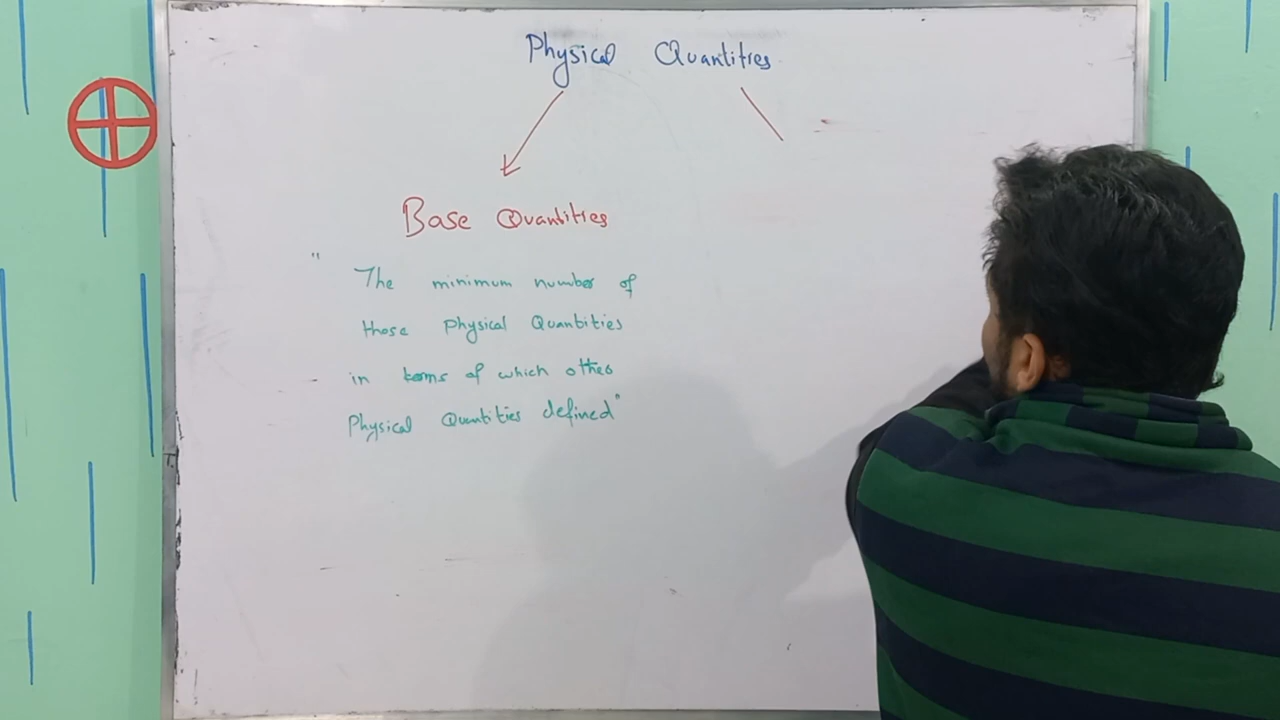 Physical Quantities
Base Quantities
"
The minimum number of
those Physical Quantities
in terms of which other
Physical Quantities defined"